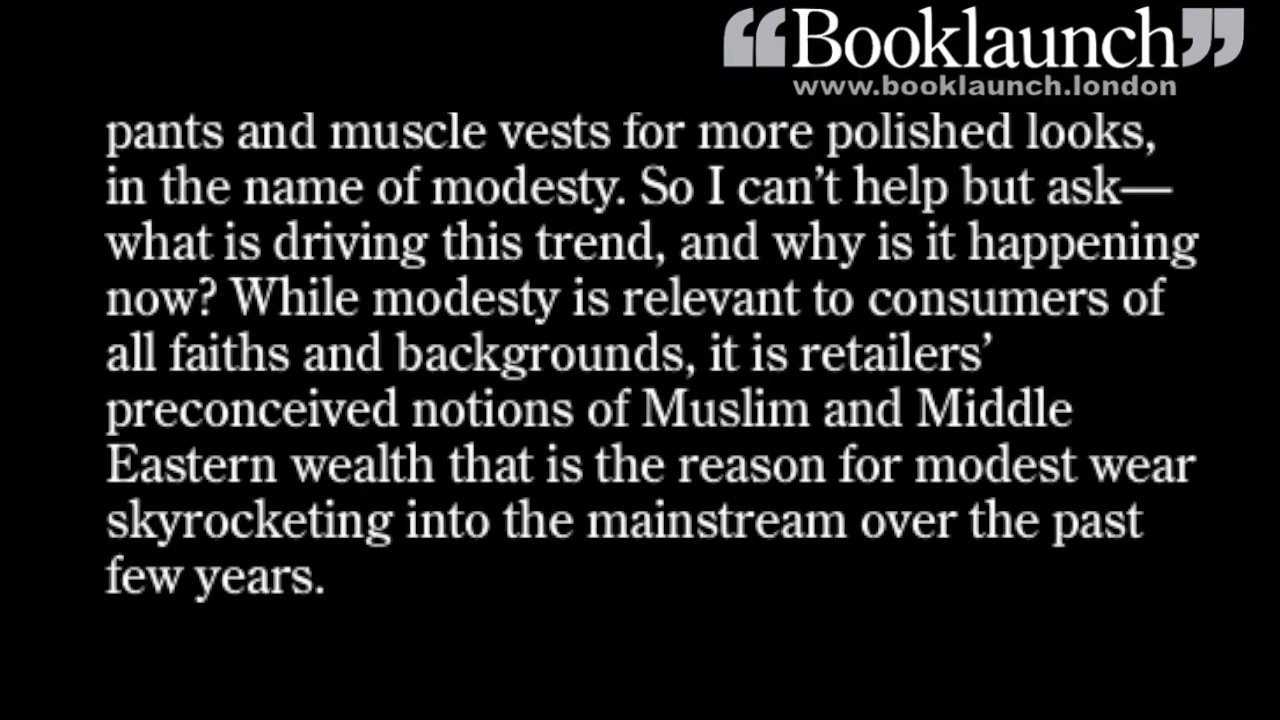 “Booklaunch”
www.booklaunch.london
pants and muscle vests for more polished looks,
in the name of modesty. So I can’t help but ask—
what is driving this trend, and why is it happening
now? While modesty is relevant to consumers of
all faiths and backgrounds, it is retailers’
preconceived notions of Muslim and Middle
Eastern wealth that is the reason for modest wear
skyrocketing into the mainstream over the past
few years.